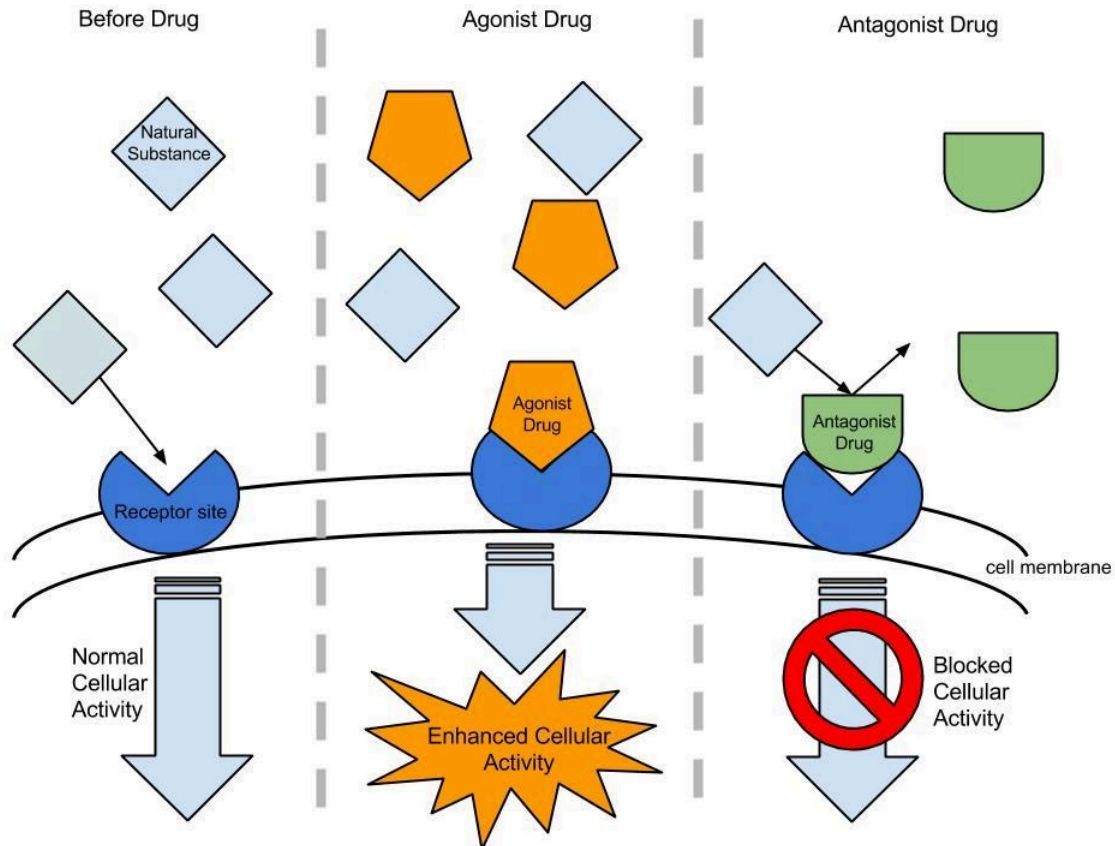 Before Drug
Agonist Drug
Antagonist Drug
Natural
Substance
Agonist
Drug
Antagonist
Drug
Receptor site
cell membrane
Normal
Cellular
Activity
Enhanced Cellular
Activity
Blocked
Cellular
Activity